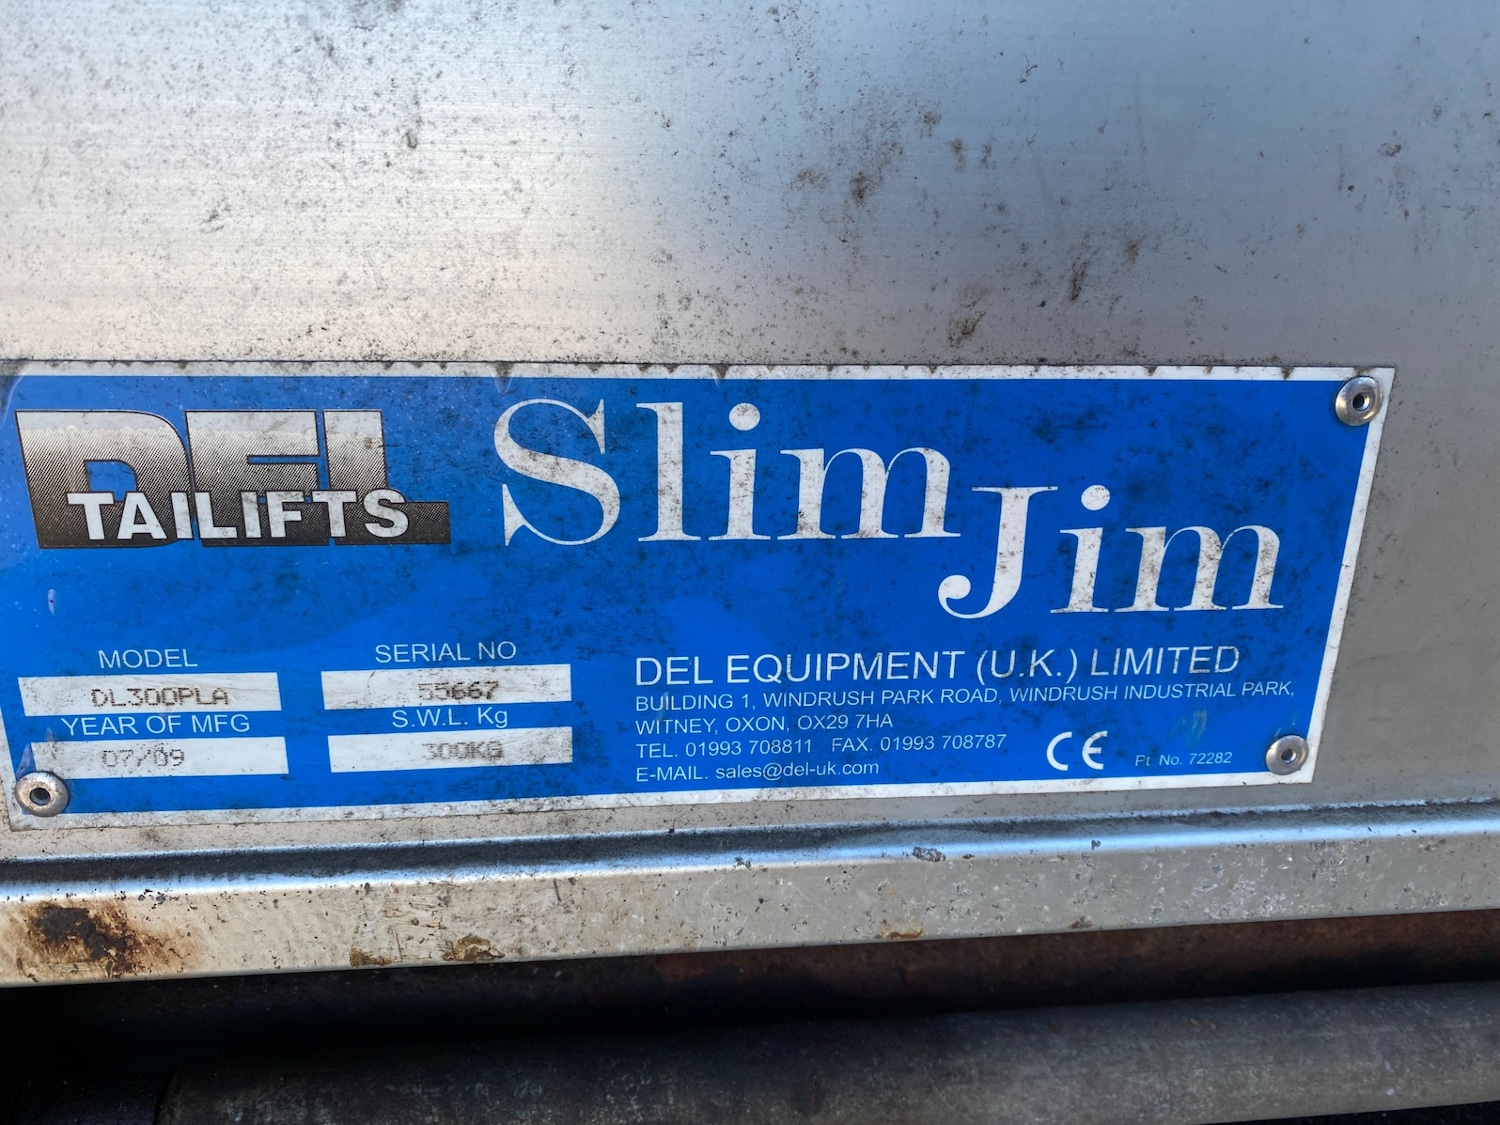 DEL
TAILIFTS
Slim
Jim
MODEL
DL300PLA
SERIAL NO
55667
YEAR OF MFG
07/09
S.W.L. Kg
300KG
DEL EQUIPMENT (U.K.) LIMITED
BUILDING 1, WINDRUSH PARK ROAD, WINDRUSH INDUSTRIAL PARK,
WITNEY, OXON, OX29 7HA
TEL. 01993 708811 FAX. 01993 708787
E-MAIL. sales@del-uk.com
CE
Pt. No. 72282